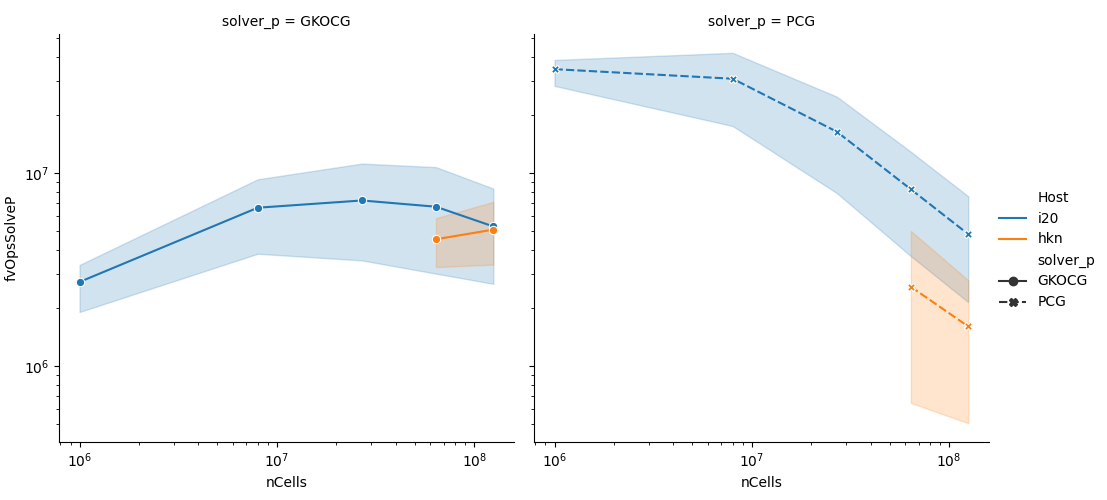 solver_p = GKOCG
solver_p = PCG
fvOpsSolveP
10^7
10^6
10^6
10^7
10^8
nCells
10^6
10^7
10^8
nCells
Host
i20
hkn
solver_p
GKOCG
PCG